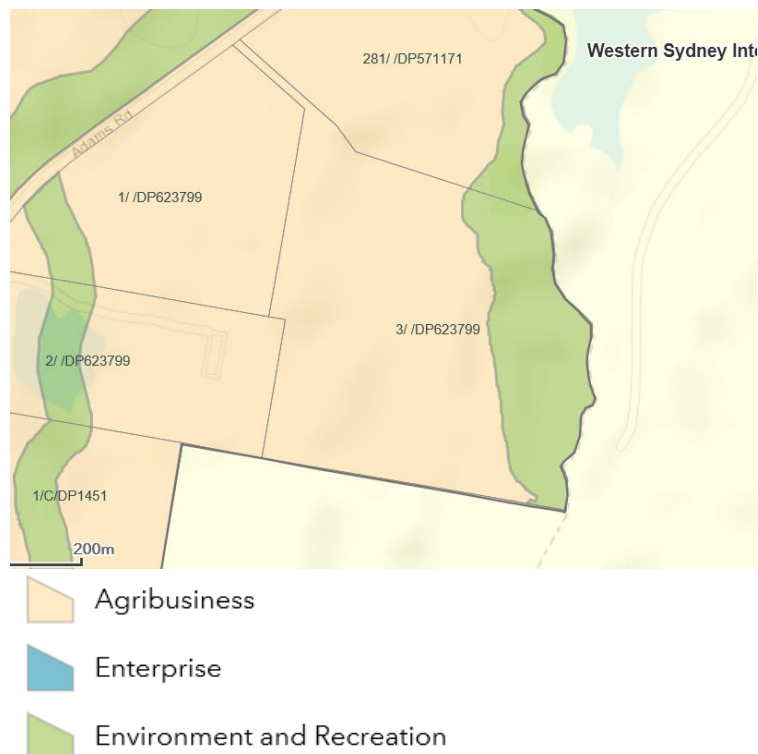 281/ /DP571171
Western Sydney Inte
Adams Rd
1/ /DP623799
3/ /DP623799
2/ /DP623799
1/C/DP1451
200m
Agribusiness
Enterprise
Environment and Recreation